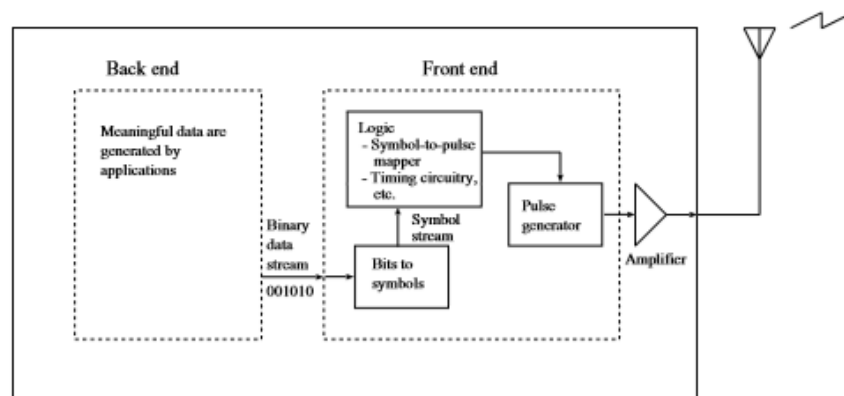 Back end
Front end
Meaningful data are
generated by
applications
Logic
- Symbol-to-pulse
mapper
- Timing circuitry,
etc.
Pulse
generator
Binary
data
stream
001010
Symbol
stream
Bits to
symbols
Amplifier